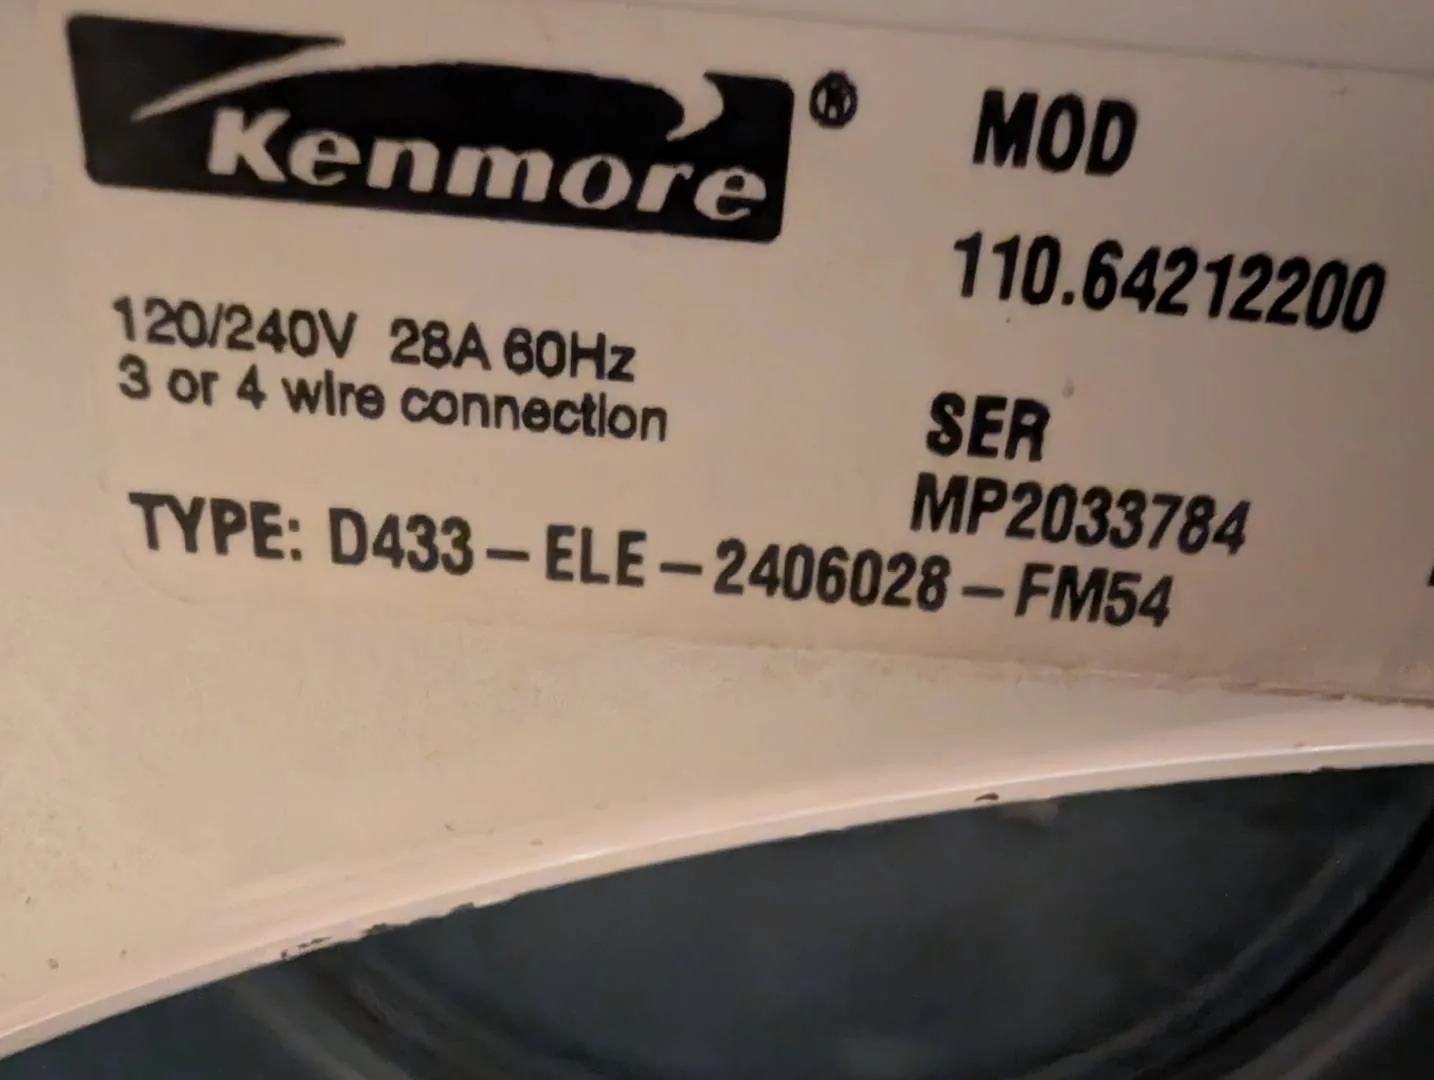 Kenmore®
MOD
110.64212200
120/240V 28A 60Hz
3 or 4 wire connection
SER
MP2033784
TYPE: D433-ELE-2406028-FM54